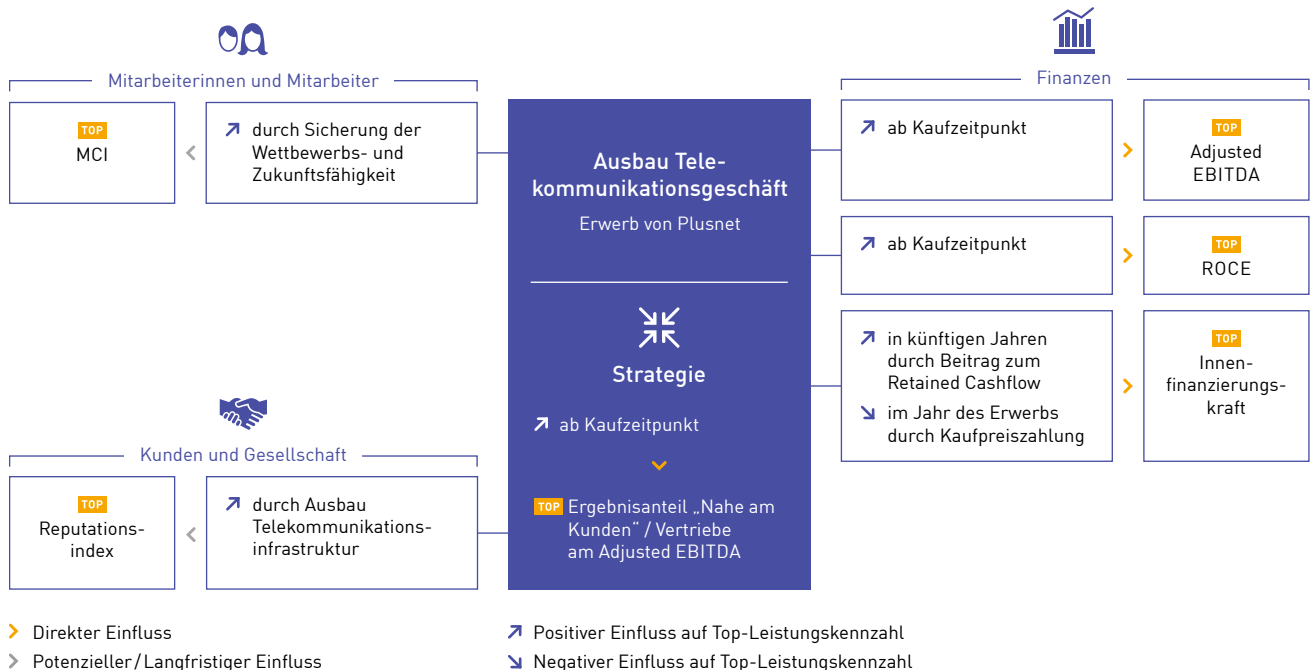 Mitarbeiterinnen und Mitarbeiter
TOP
MCI
durch Sicherung der
Wettbewerbs- und
Zukunftsfähigkeit
Kunden und Gesellschaft
TOP
Reputations-
index
durch Ausbau
Telekommunikations-
infrastruktur
Ausbau Tele-
kommunikationsgeschäft
Erwerb von Plusnet
Strategie
ab Kaufzeitpunkt
TOP Ergebnisanteil „Nahe am
Kunden“ / Vertriebe
am Adjusted EBITDA
Finanzen
ab Kaufzeitpunkt
TOP
Adjusted
EBITDA
ab Kaufzeitpunkt
TOP
ROCE
in künftigen Jahren
durch Beitrag zum
Retained Cashflow
im Jahr des Erwerbs
durch Kaufpreiszahlung
TOP
Innen-
finanzierungs-
kraft
Direkter Einfluss
Potenzieller/Langfristiger Einfluss
Positiver Einfluss auf Top-Leistungskennzahl
Negativer Einfluss auf Top-Leistungskennzahl